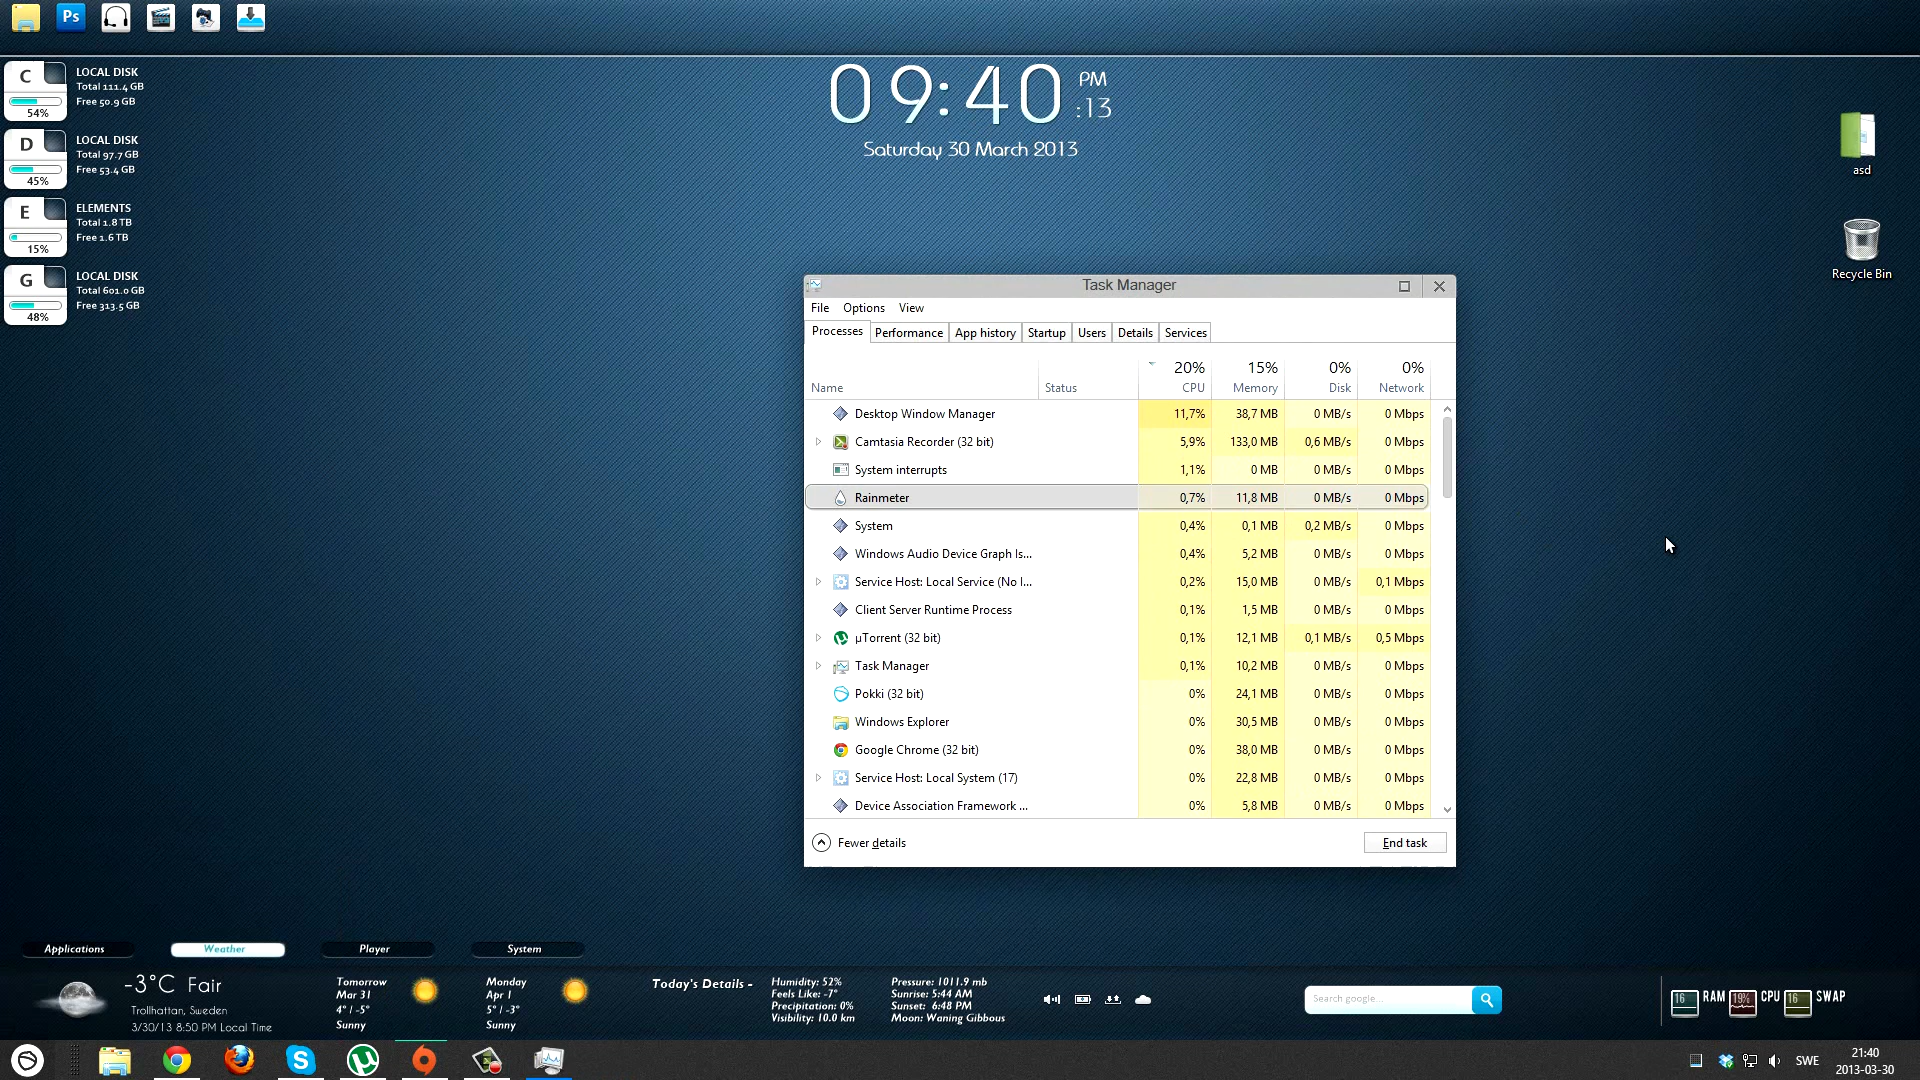 Ps
C
54%
LOCAL DISK
Total 111.4 GB
Free 50.9 GB
D
45%
LOCAL DISK
Total 97.7 GB
Free 53.4 GB
E
15%
ELEMENTS
Total 1.8 TB
Free 1.6 TB
G
48%
LOCAL DISK
Total 601.0 GB
Free 313.5 GB
09:40 PM :13
Saturday 30 March 2013
asd
Recycle Bin
Task Manager
File Options View
Processes Performance App history Startup Users Details Services
20% 15% 0% 0%
Name Status CPU Memory Disk Network
Desktop Window Manager 11,7% 38,7 MB 0 MB/s 0 Mbps
Camtasia Recorder (32 bit) 5,9% 133,0 MB 0,6 MB/s 0 Mbps
System interrupts 1,1% 0 MB 0 MB/s 0 Mbps
Rainmeter 0,7% 11,8 MB 0 MB/s 0 Mbps
System 0,4% 0,1 MB 0,2 MB/s 0 Mbps
Windows Audio Device Graph Is... 0,4% 5,2 MB 0 MB/s 0 Mbps
Service Host: Local Service (No I... 0,2% 15,0 MB 0 MB/s 0,1 Mbps
Client Server Runtime Process 0,1% 1,5 MB 0 MB/s 0 Mbps
µTorrent (32 bit) 0,1% 12,1 MB 0,1 MB/s 0,5 Mbps
Task Manager 0,1% 10,2 MB 0 MB/s 0 Mbps
Pokki (32 bit) 0% 24,1 MB 0 MB/s 0 Mbps
Windows Explorer 0% 30,5 MB 0 MB/s 0 Mbps
Google Chrome (32 bit) 0% 38,0 MB 0 MB/s 0 Mbps
Service Host: Local System (17) 0% 22,8 MB 0 MB/s 0 Mbps
Device Association Framework ... 0% 5,8 MB 0 MB/s 0 Mbps
Fewer details
End task
Applications Weather Player System
-3°C Fair
Trollhattan, Sweden
3/30/13 8:50 PM Local Time
Tomorrow
Mar 31
4° / -5°
Sunny
Monday
Apr 1
5° / -3°
Sunny
Today's Details -
Humidity: 52%
Feels Like: -7°
Precipitation: 0%
Visibility: 10.0 km
Pressure: 1011.9 mb
Sunrise: 5:44 AM
Sunset: 6:48 PM
Moon: Waning Gibbous
Search google...
16 RAM 19% CPU 16 SWAP
SWE
21:40
2013-03-30